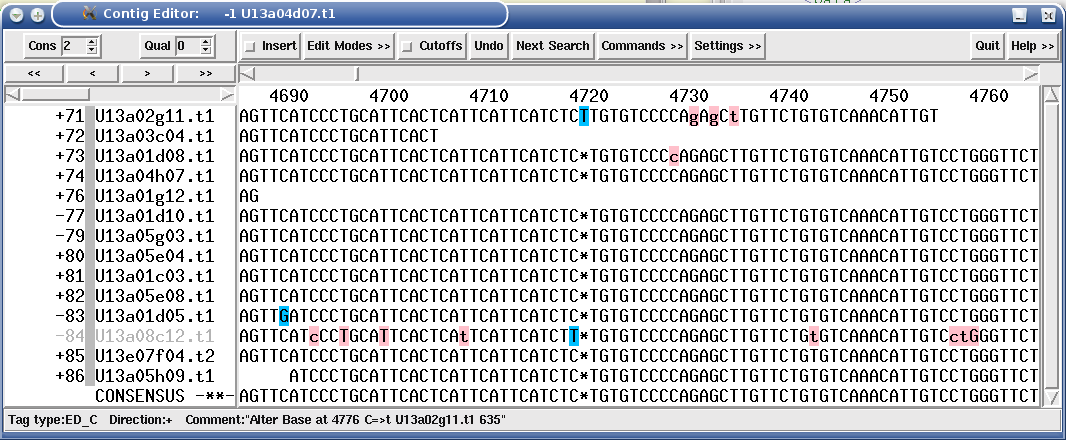 Contig Editor: -1 U13a04d07.t1
Cons 2 Qual 0 Insert Edit Modes >> Cutoffs Undo Next Search Commands >> Settings >> Quit Help >>
<< < > >>
4690 4700 4710 4720 4730 4740 4750 4760
+71 U13a02g11.t1 AGTTCATCCCTGCATTCACTCATTCATTCATCTCTTGTGTCCCCAgAgCtTGTTCTGTGTCAAACATTGT
+72 U13a03c04.t1 AGTTCATCCCTGCATTCACT
+73 U13a01d08.t1 AGTTCATCCCTGCATTCACTCATTCATTCATCTC*TGTGTCCCcAGAGCTTGTTCTGTGTCAAACATTGTCCTGGGTTCT
+74 U13a04h07.t1 AGTTCATCCCTGCATTCACTCATTCATTCATCTC*TGTGTCCCCAGAGCTTGTTCTGTGTCAAACATTGTCCTGGGTTCT
+76 U13a01g12.t1 AG
-77 U13a01d10.t1 AGTTCATCCCTGCATTCACTCATTCATTCATCTC*TGTGTCCCCAGAGCTTGTTCTGTGTCAAACATTGTCCTGGGTTCT
-79 U13a05g03.t1 AGTTCATCCCTGCATTCACTCATTCATTCATCTC*TGTGTCCCCAGAGCTTGTTCTGTGTCAAACATTGTCCTGGGTTCT
+80 U13a05e04.t1 AGTTCATCCCTGCATTCACTCATTCATTCATCTC*TGTGTCCCCAGAGCTTGTTCTGTGTCAAACATTGTCCTGGGTTCT
+81 U13a01c03.t1 AGTTCATCCCTGCATTCACTCATTCATTCATCTC*TGTGTCCCCAGAGCTTGTTCTGTGTCAAACATTGTCCTGGGTTCT
+82 U13a05e08.t1 AGTTCATCCCTGCATTCACTCATTCATTCATCTC*TGTGTCCCCAGAGCTTGTTCTGTGTCAAACATTGTCCTGGGTTCT
-83 U13a01d05.t1 AGTTGATCCCTGCATTCACTCATTCATTCATCTC*TGTGTCCCCAGAGCTTGTTCTGTGTCAAACATTGTCCTGGGTTCT
-84 U13a08c12.t1 AGTTCATcCCTGCATTCACTCAtTCATTCATCTT*TGTGTCCCCAGAGCTTGTTCTGtGTCAAACATTGTCctGGGTTCT
+85 U13e07f04.t2 AGTTCATCCCTGCATTCACTCATTCATTCATCTC*TGTGTCCCCAGAGCTTGTTCTGTGTCAAACATTGTCCTGGGTTCT
+86 U13a05h09.t1 ATCCCTGCATTCACTCATTCATTCATCTC*TGTGTCCCCAGAGCTTGTTCTGTGTCAAACATTGTCCTGGGTTCT
CONSENSUS -**- AGTTCATCCCTGCATTCACTCATTCATTCATCTC*TGTGTCCCCAGAGCTTGTTCTGTGTCAAACATTGTCCTGGGTTCT
Tag type:ED_C Direction:+ Comment:"Alter Base at 4776 C=>t U13a02g11.t1 635"